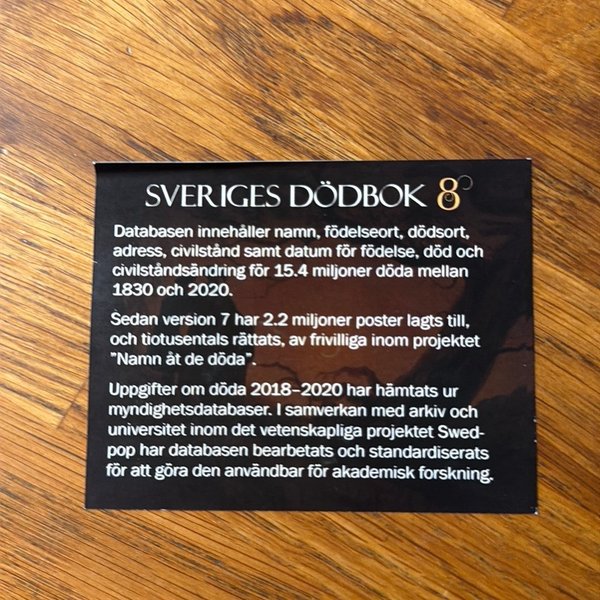 SVERIGES DÖDBOK 8
Databasen innehåller namn, födelseort, dödsort,
adress, civilstånd samt datum för födelse, död och
civilståndsändring för 15.4 miljoner döda mellan
1830 och 2020.
Sedan version 7 har 2.2 miljoner poster lagts till,
och tiotusentals rättats, av frivilliga inom projektet
"Namn åt de döda".
Uppgifter om döda 2018–2020 har hämtats ur
myndighetsdatabaser. I samverkan med arkiv och
universitet inom det vetenskapliga projektet Swed-
pop har databasen bearbetats och standardiserats
för att göra den användbar för akademisk forskning.